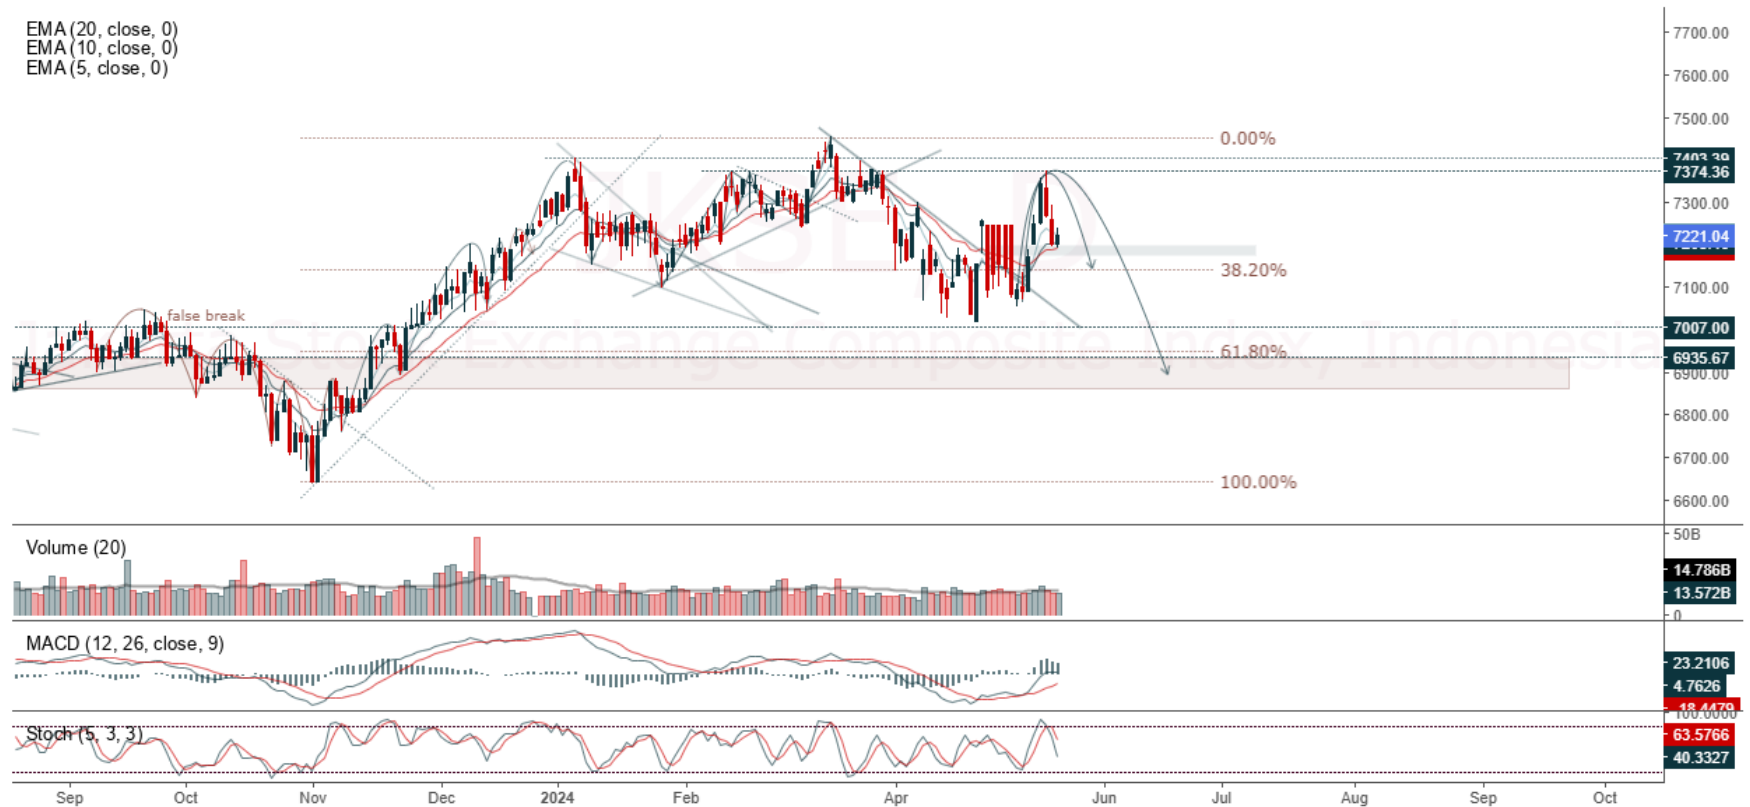 EMA (20, close, 0)
EMA (10, close, 0)
EMA (5, close, 0)
7700.00
7600.00
7500.00
0.00%
7403.39
7374.36
7300.00
7221.04
38.20%
7100.00
false break
7007.00
61.80%
6935.67
6900.00
6800.00
6700.00
100.00%
6600.00
Volume (20)
50B
14.786B
13.572B
0
MACD (12, 26, close, 9)
23.2106
4.7626
-18.4479
100.0000
Stoch (5, 3, 3)
63.5766
40.3327
Sep Oct Nov Dec 2024 Feb Apr Jun Jul Aug Sep Oct